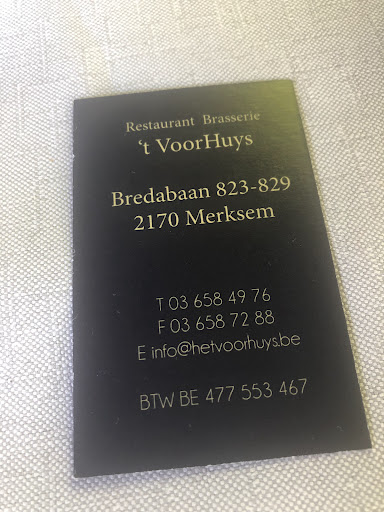 Restaurant Brasserie
't VoorHuys
Bredabaan 823-829
2170 Merksem
T 03 658 49 76
F 03 658 72 88
E info@hetvoorhuys.be
BTW BE 477 553 467